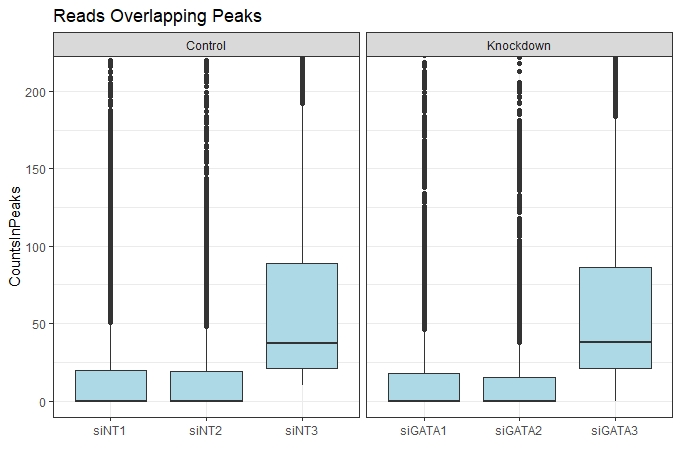 Reads Overlapping Peaks
Control
Knockdown
CountsInPeaks
200
150
100
50
0
siNT1
siNT2
siNT3
siGATA1
siGATA2
siGATA3